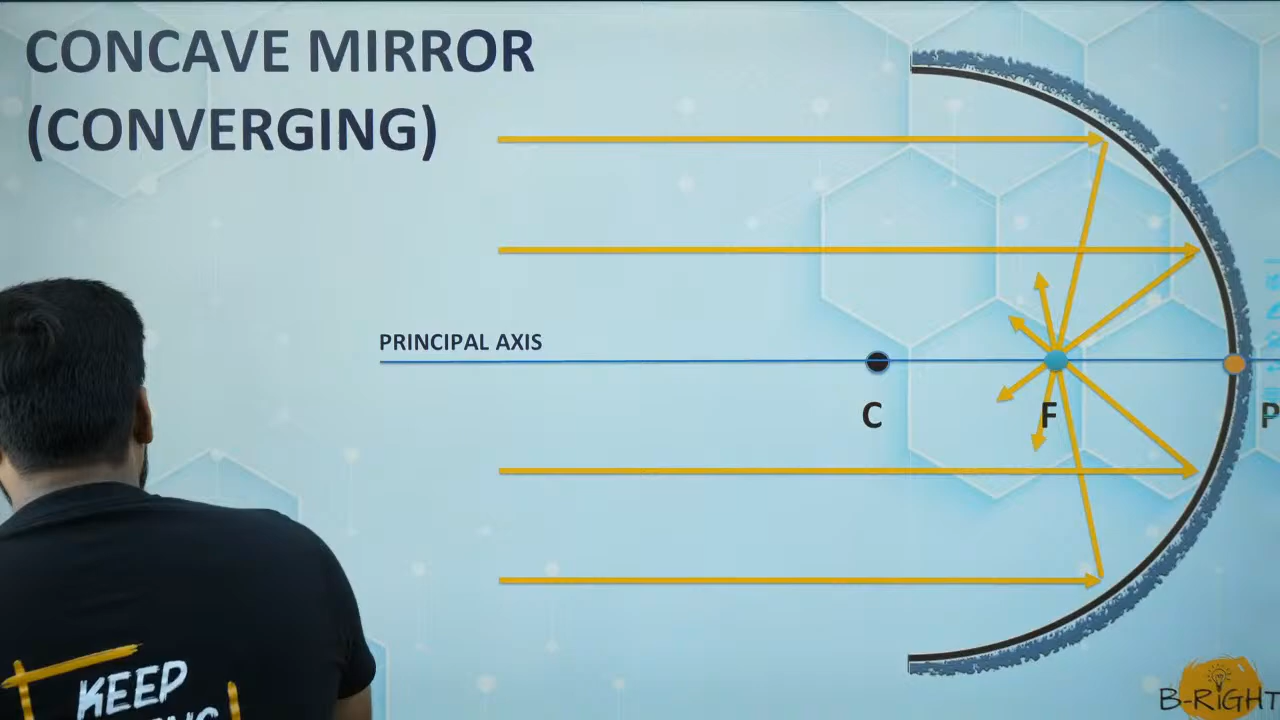 CONCAVE MIRROR
(CONVERGING)
PRINCIPAL AXIS
C
F
P
KEEP
B-RiGHT